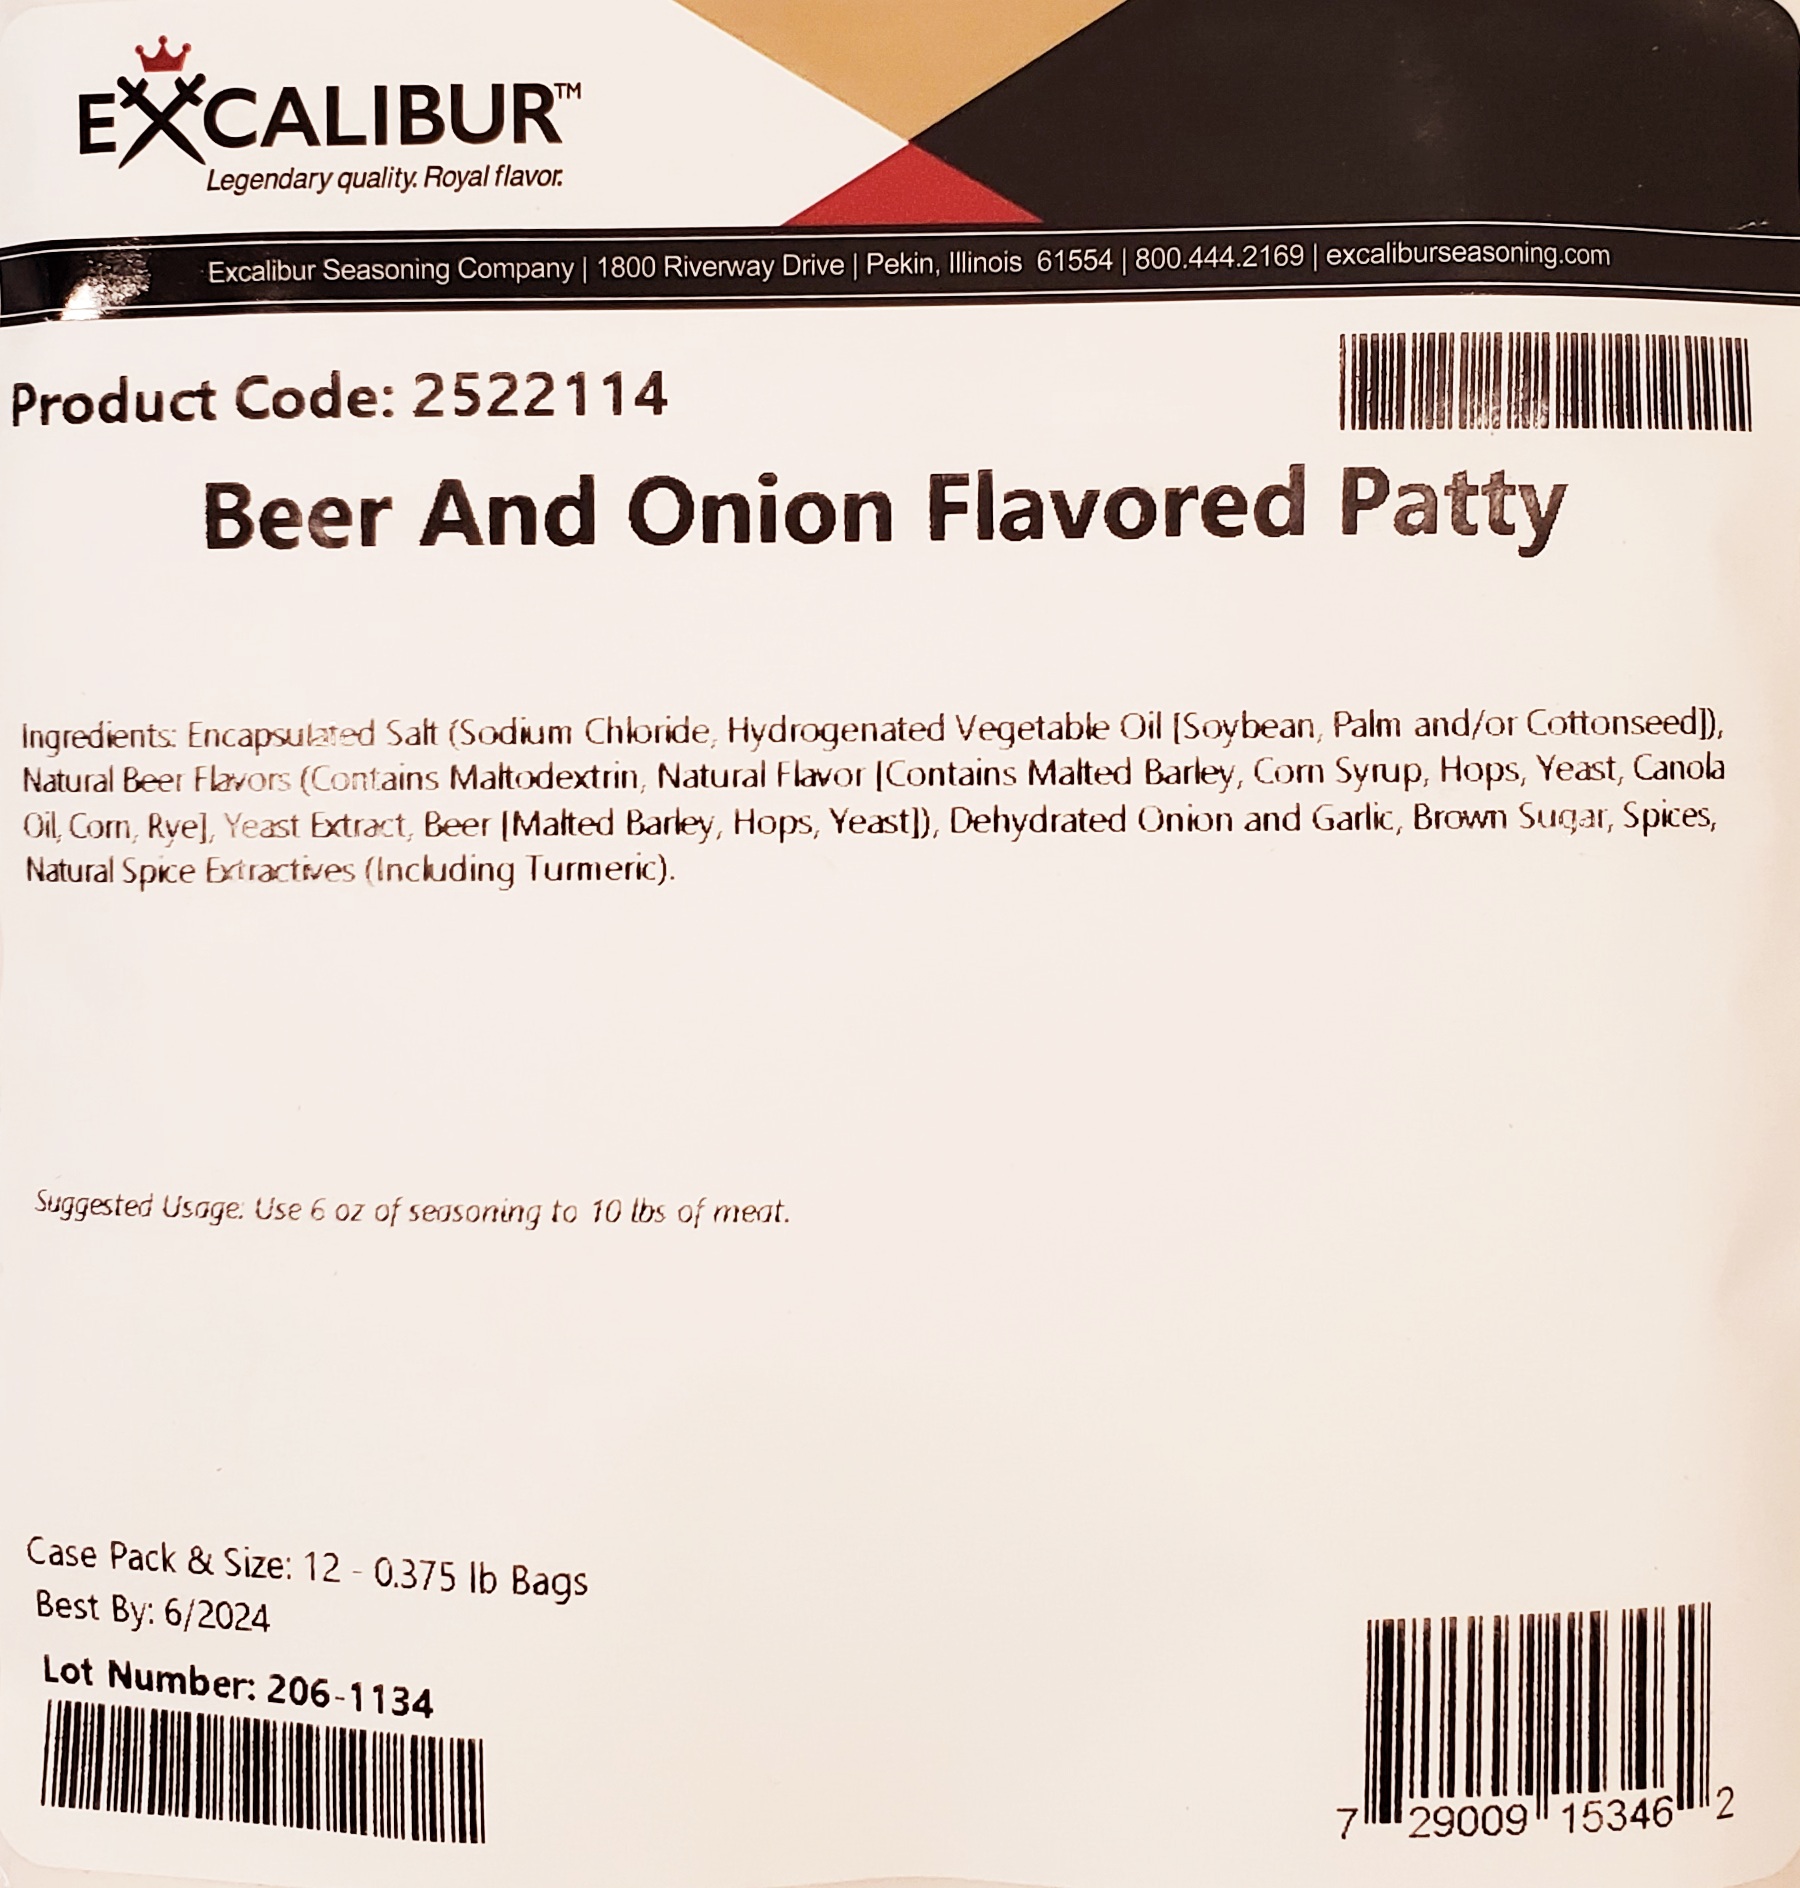 EXCALIBUR™
Legendary quality. Royal flavor.
Excalibur Seasoning Company | 1800 Riverway Drive | Pekin, Illinois 61554 | 800.444.2169 | excaliburseasoning.com
Product Code: 2522114
Beer And Onion Flavored Patty
Ingredients: Encapsulated Salt (Sodium Chloride, Hydrogenated Vegetable Oil [Soybean, Palm and/or Cottonseed]),
Natural Beer Flavors (Contains Maltodextrin, Natural Flavor [Contains Malted Barley, Corn Syrup, Hops, Yeast, Canola
Oil, Corn, Rye], Yeast Extract, Beer [Malted Barley, Hops, Yeast]), Dehydrated Onion and Garlic, Brown Sugar, Spices,
Natural Spice Extractives (Including Turmeric).
Suggested Usage: Use 6 oz of seasoning to 10 lbs of meat.
Case Pack & Size: 12 - 0.375 lb Bags
Best By: 6/2024
Lot Number: 206-1134
7 29009 15346 2